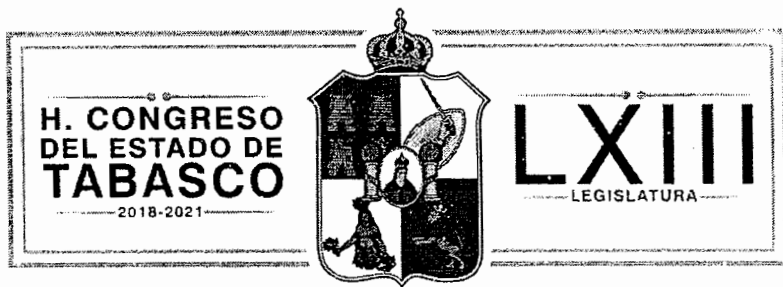 H. CONGRESO
DEL ESTADO DE
TABASCO
2018-2021
LXIII
LEGISLATURA